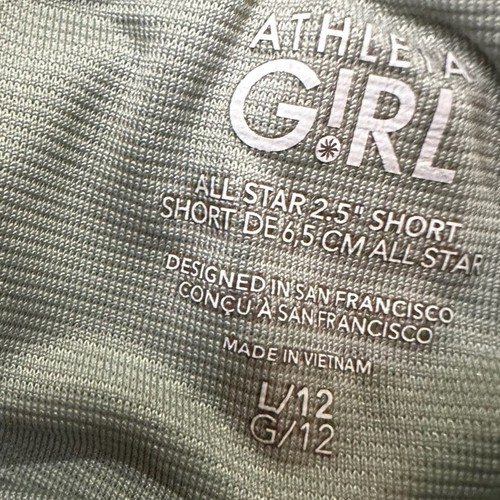 ATHLETA
G!RL
ALL STAR 2.5" SHORT
SHORT DE 6,5 CM ALL STAR
DESIGNED IN SAN FRANCISCO
CONÇU À SAN FRANCISCO
MADE IN VIETNAM
L/12
G/12